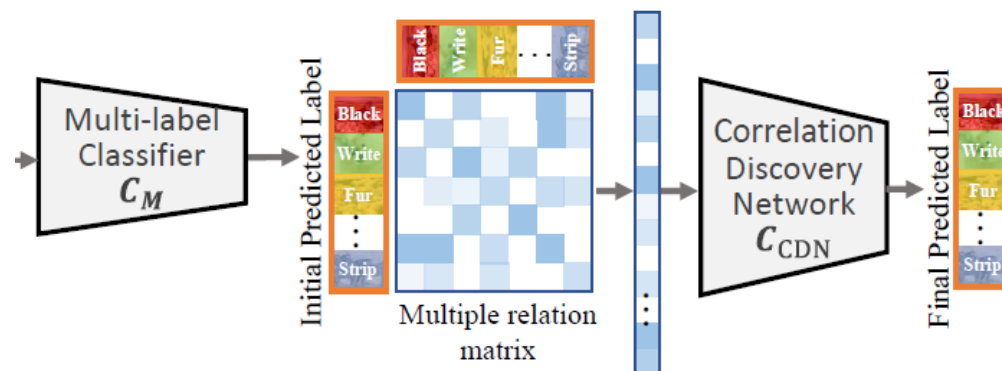 Multi-label
Classifier
C_M
Initial Predicted Label
Black
Write
Fur
⋮
Strip
Black
Write
Fur
...
Strip
Multiple relation
matrix
⋮
Correlation
Discovery
Network
C_CDN
Final Predicted Label
Black
Write
Fur
⋮
Strip